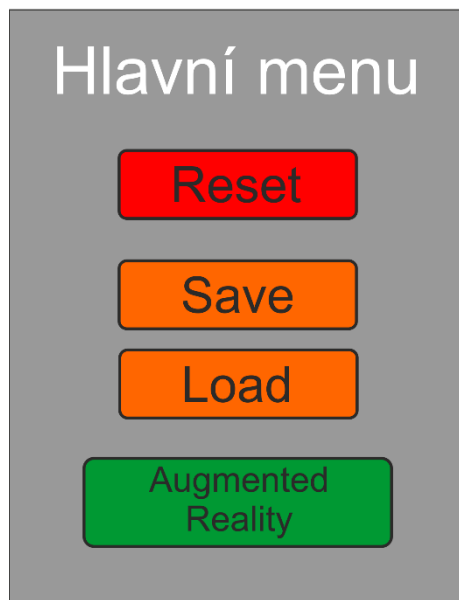 Hlavní menu
Reset
Save
Load
Augmented
Reality